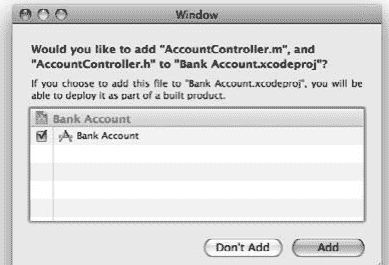 Window
Would you like to add "AccountController.m", and
"AccountController.h" to "Bank Account.xcodeproj"?
If you choose to add this file to "Bank Account.xcodeproj", you will be
able to deploy it as part of a built product.
Bank Account
Bank Account
Don't Add
Add